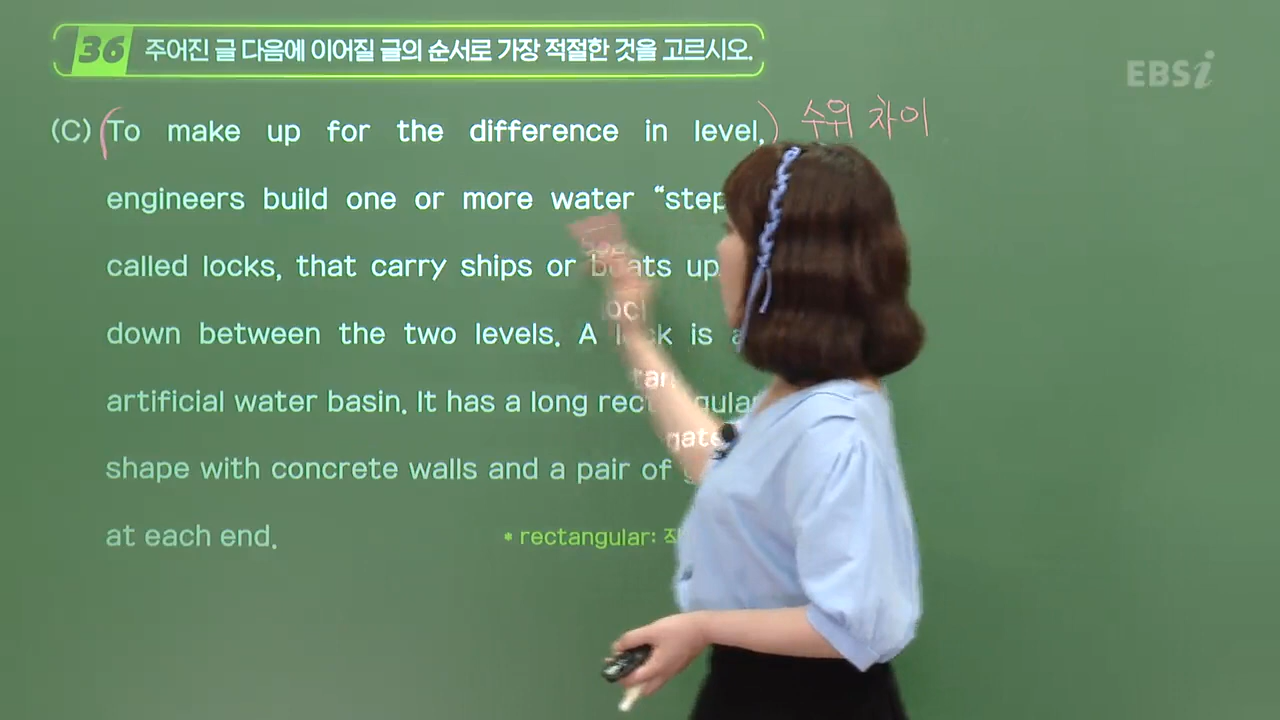 36 주어진 글 다음에 이어질 글의 순서로 가장 적절한 것을 고르시오.
EBSi
(C) To make up for the difference in level, 수위 차이
engineers build one or more water “step
called locks, that carry ships or boats up
down between the two levels. A lock is a
artificial water basin. It has a long rectangular
shape with concrete walls and a pair of
at each end.
* rectangular: